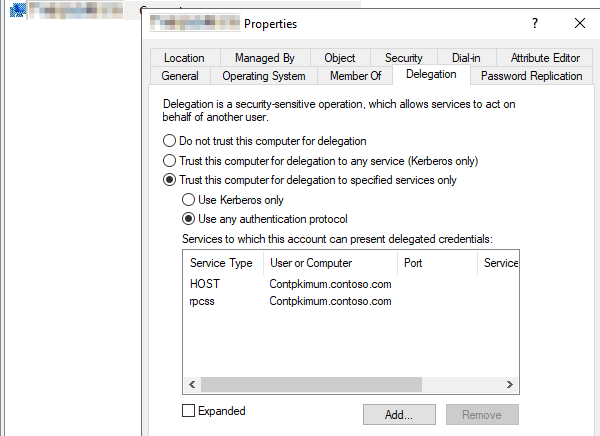 Properties
?
Location Managed By Object Security Dial-in Attribute Editor
General Operating System Member Of Delegation Password Replication
Delegation is a security-sensitive operation, which allows services to act on
behalf of another user.
Do not trust this computer for delegation
Trust this computer for delegation to any service (Kerberos only)
Trust this computer for delegation to specified services only
Use Kerberos only
Use any authentication protocol
Services to which this account can present delegated credentials:
Service Type User or Computer Port Service
HOST Contpkimum.contoso.com
rpcss Contpkimum.contoso.com
Expanded Add... Remove